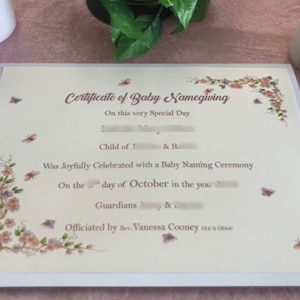 Certificate of Baby Namegiving
On this very Special Day
Child of & R
Was Joyfully Celebrated with a Baby Naming Ceremony
On the day of October in the year
Guardians &
Officiated by Rev. Vanessa Cooney